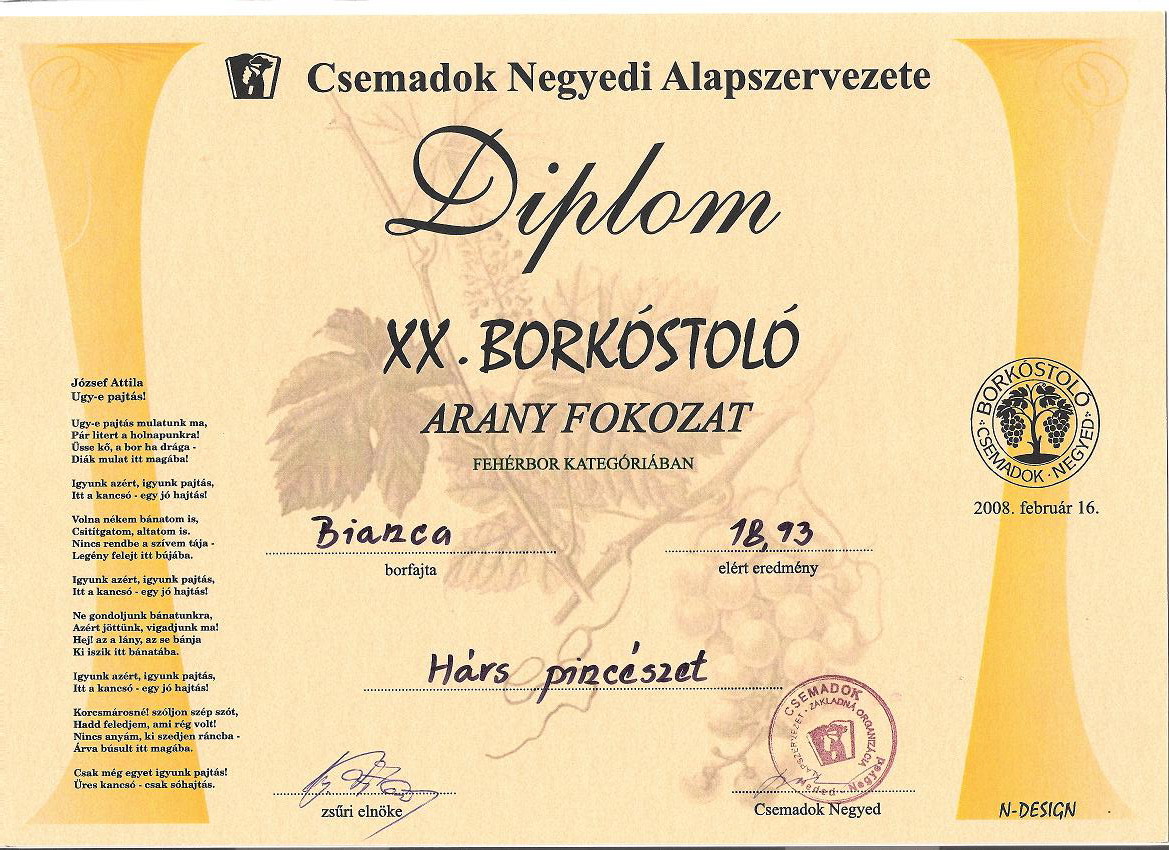 Csemadok Negyedi Alapszervezete
Diplom
XX. BORKÓSTOLÓ
ARANY FOKOZAT
FEHÉRBOR KATEGÓRIÁBAN
József Attila
Ugy-e pajtás!
Ugy-e pajtás mulatunk ma,
Pár litert a holnapunkra!
Üsse kő, a bor ha drága -
Diák mulat itt magába!
Igyunk azért, igyunk pajtás,
Itt a kancsó - egy jó hajtás!
Volna nékem bánatom is,
Csitítgatom, altatom is.
Nincs rendbe a szívem tája -
Legény felejt itt bújába.
Igyunk azért, igyunk pajtás,
Itt a kancsó - egy jó hajtás!
Ne gondoljunk bánatunkra,
Azért jöttünk, vigadjunk ma!
Hej! az a lány, az se bánja
Ki iszik itt bánatába.
Igyunk azért, igyunk pajtás,
Itt a kancsó - egy jó hajtás!
Korcsmárosné! szóljon szép szót,
Hadd feledjem, ami rég volt!
Nincs anyám, ki szedjen ráncba -
Árva búsult itt magába.
Csak még egyet igyunk pajtás!
Üres kancsó - csak sóhajtás.
BORKÓSTOLÓ
CSEMADOK · NEGYED
2008. február 16.
Bianca
borfajta
18,93
elért eredmény
Hárs pincészet
zsűri elnöke
CSEMADOK
ALAPSZERVEZET · ZÁKLADNÁ ORGANIZÁCIA
Neded - Negyed
Csemadok Negyed
N-DESIGN